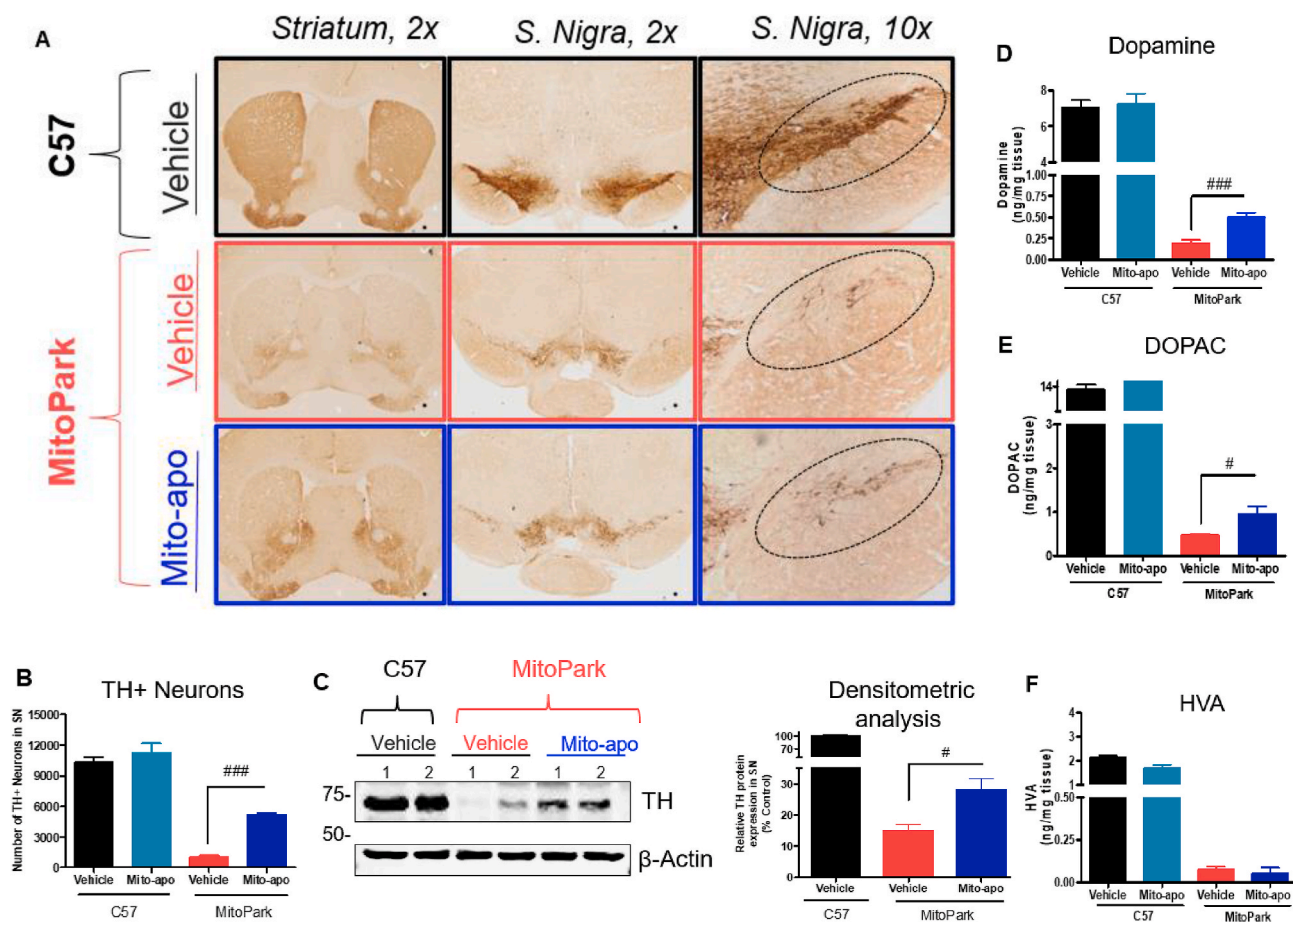 A
Striatum, 2x
S. Nigra, 2x
S. Nigra, 10x
C57
Vehicle
MitoPark
Vehicle
Mito-apo
D
Dopamine
Dopamine
(ng/mg tissue)
8
6
4
1.00
0.75
0.50
0.25
0.00
###
Vehicle Mito-apo Vehicle Mito-apo
C57 MitoPark
E
DOPAC
DOPAC
(ng/mg tissue)
14
3
2
1
0
#
Vehicle Mito-apo Vehicle Mito-apo
C57 MitoPark
B
TH+ Neurons
Number of TH+ Neurons in SN
15000
12000
9000
6000
3000
0
###
Vehicle Mito-apo Vehicle Mito-apo
C57 MitoPark
C
C57 MitoPark
Vehicle Vehicle Mito-apo
1 2 1 2 1 2
75-
TH
50-
β-Actin
Densitometric
analysis
Relative TH protein
expression in SN
(% Control)
100
70
30
20
10
0
#
Vehicle Vehicle Mito-apo
C57 MitoPark
F
HVA
HVA
(ng/mg tissue)
4
3
2
1
0.50
0.25
0.00
Vehicle Mito-apo Vehicle Mito-apo
C57 MitoPark